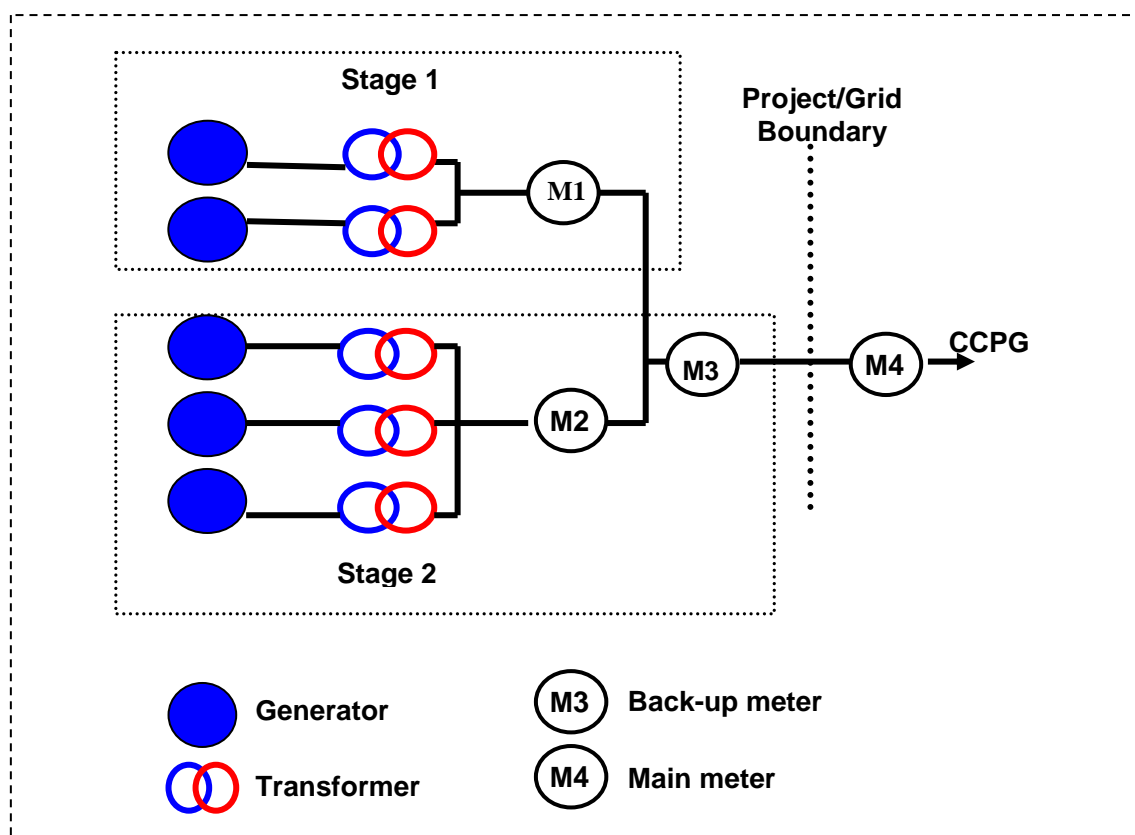 Stage 1
Project/Grid
Boundary
M1
M3
M4
CCPG
M2
Stage 2
Generator
M3
Back-up meter
Transformer
M4
Main meter